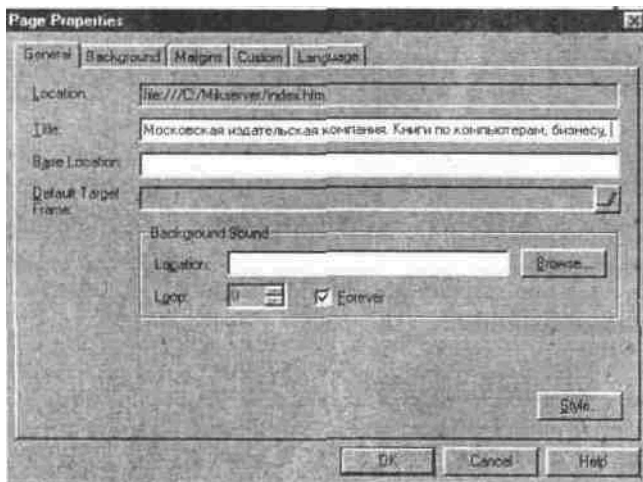 Page Properties
General Background Margins Custom Language
Location: file:///C:/Mikserver/index.htm
Title: Московская издательская компания. Книги по компьютерам, бизнесу,
Base Location:
Default Target
Frame:
Background Sound
Location: Browse...
Loop: 0 Forever
Style...
OK Cancel Help